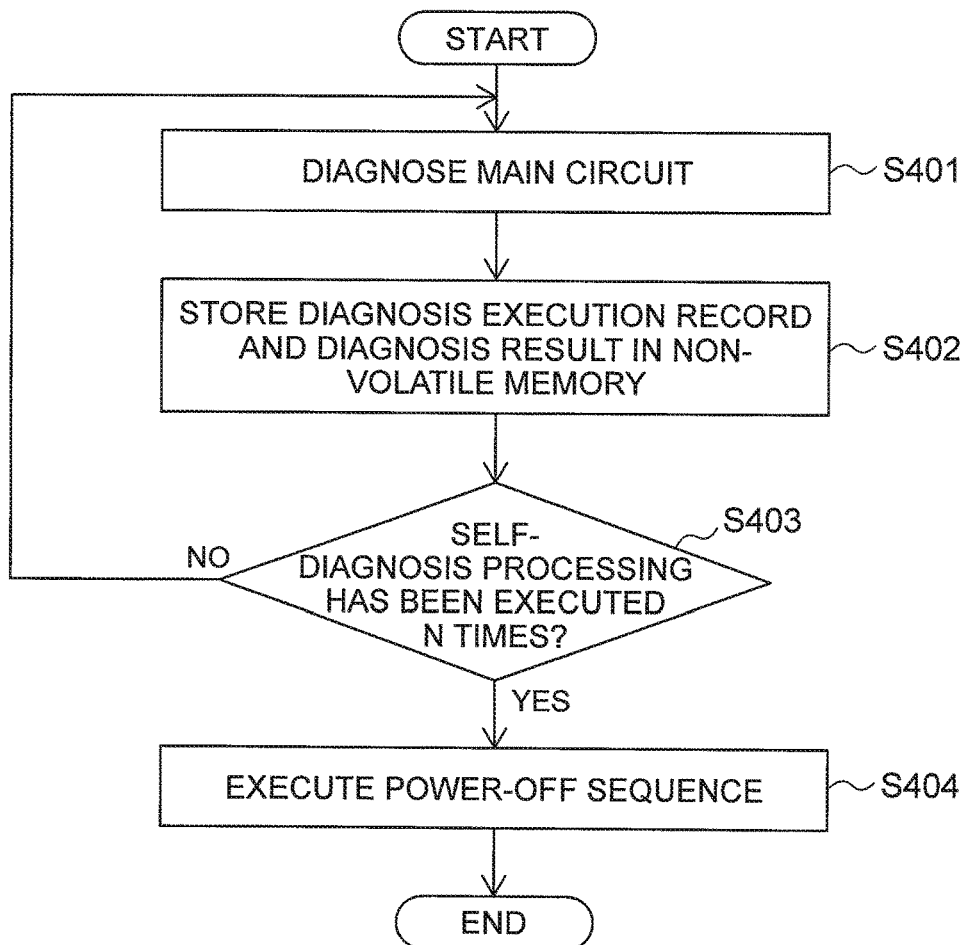 START
DIAGNOSE MAIN CIRCUIT
S401
STORE DIAGNOSIS EXECUTION RECORD
AND DIAGNOSIS RESULT IN NON-
VOLATILE MEMORY
S402
S403
SELF-
DIAGNOSIS PROCESSING
HAS BEEN EXECUTED
N TIMES?
NO
YES
EXECUTE POWER-OFF SEQUENCE
S404
END